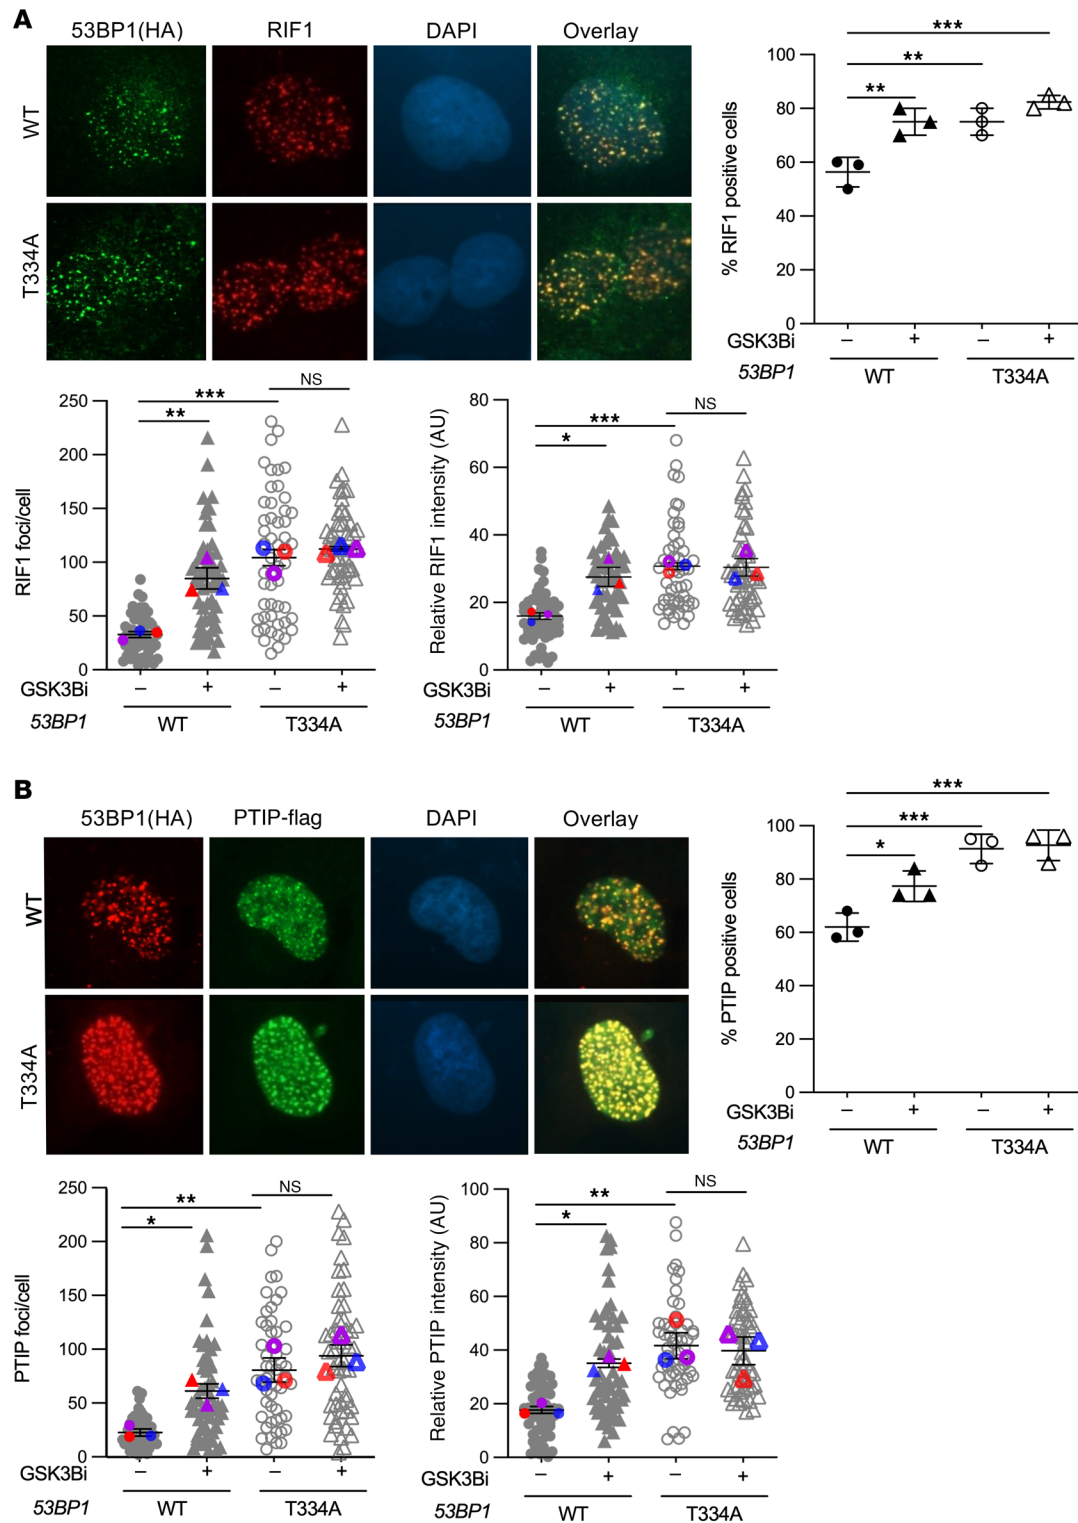 A
53BP1(HA) RIF1 DAPI Overlay
WT
T334A
% RIF1 positive cells
100
80
60
40
20
0
***
**
**
GSK3Bi – + – +
53BP1 WT T334A
RIF1 foci/cell
250
200
150
100
50
0
NS
***
**
GSK3Bi – + – +
53BP1 WT T334A
Relative RIF1 intensity (AU)
80
60
40
20
0
NS
***
*
GSK3Bi – + – +
53BP1 WT T334A
B
53BP1(HA) PTIP-flag DAPI Overlay
WT
T334A
% PTIP positive cells
100
80
60
40
20
0
***
***
*
GSK3Bi – + – +
53BP1 WT T334A
PTIP foci/cell
250
200
150
100
50
0
NS
**
*
GSK3Bi – + – +
53BP1 WT T334A
Relative PTIP intensity (AU)
100
80
60
40
20
0
NS
**
*
GSK3Bi – + – +
53BP1 WT T334A